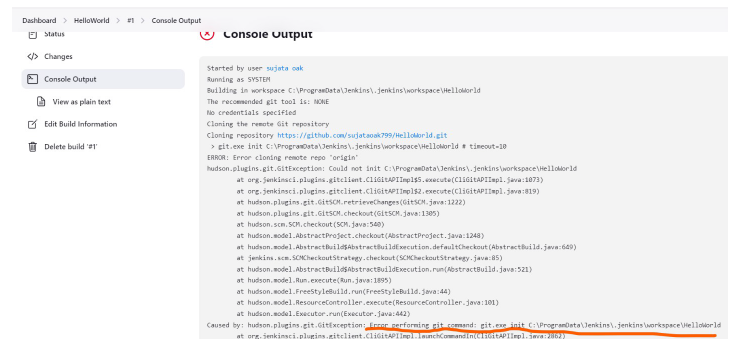 Dashboard > HelloWorld > #1 > Console Output
Status
Console Output
</> Changes
Console Output
View as plain text
Edit Build Information
Delete build '#1'
Started by user sujata oak
Running as SYSTEM
Building in workspace C:\ProgramData\Jenkins\.jenkins\workspace\HelloWorld
The recommended git tool is: NONE
No credentials specified
Cloning the remote Git repository
Cloning repository https://github.com/sujataoak799/HelloWorld.git
> git.exe init C:\ProgramData\Jenkins\.jenkins\workspace\HelloWorld # timeout=10
ERROR: Error cloning remote repo 'origin'
hudson.plugins.git.GitException: Could not init C:\ProgramData\Jenkins\.jenkins\workspace\HelloWorld
at org.jenkinsci.plugins.gitclient.CliGitAPIImpl$5.execute(CliGitAPIImpl.java:1073)
at org.jenkinsci.plugins.gitclient.CliGitAPIImpl$2.execute(CliGitAPIImpl.java:819)
at hudson.plugins.git.GitSCM.retrieveChanges(GitSCM.java:1222)
at hudson.plugins.git.GitSCM.checkout(GitSCM.java:1305)
at hudson.scm.SCM.checkout(SCM.java:540)
at hudson.model.AbstractProject.checkout(AbstractProject.java:1248)
at hudson.model.AbstractBuild$AbstractBuildExecution.defaultCheckout(AbstractBuild.java:649)
at jenkins.scm.SCMCheckoutStrategy.checkout(SCMCheckoutStrategy.java:85)
at hudson.model.AbstractBuild$AbstractBuildExecution.run(AbstractBuild.java:521)
at hudson.model.Run.execute(Run.java:1895)
at hudson.model.FreeStyleBuild.run(FreeStyleBuild.java:44)
at hudson.model.ResourceController.execute(ResourceController.java:101)
at hudson.model.Executor.run(Executor.java:442)
Caused by: hudson.plugins.git.GitException: Error performing git command: git.exe init C:\ProgramData\Jenkins\.jenkins\workspace\HelloWorld
at org.jenkinsci.plugins.gitclient.CliGitAPIImpl.launchCommandIn(CliGitAPIImpl.java:2862)